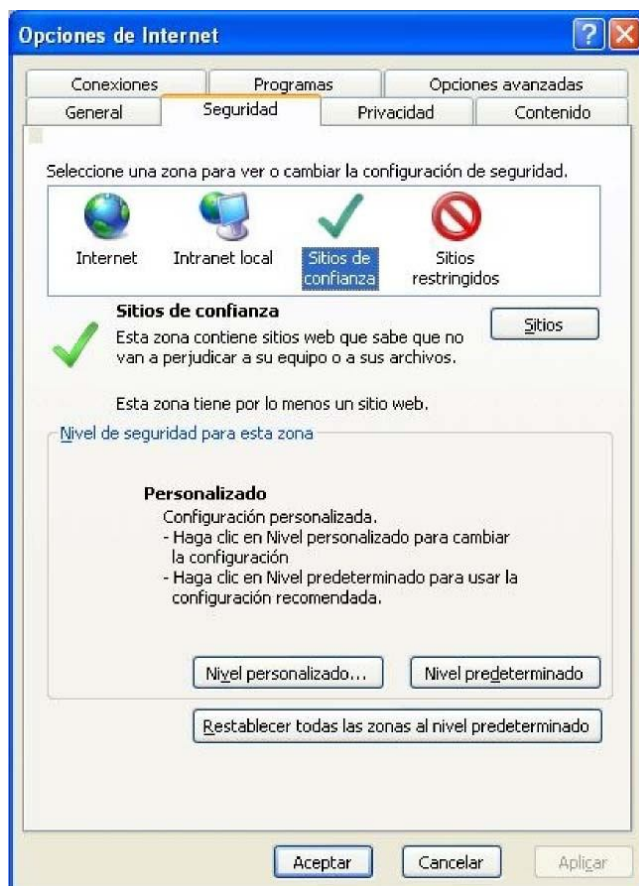 Opciones de Internet
Conexiones Programas Opciones avanzadas
General Seguridad Privacidad Contenido
Seleccione una zona para ver o cambiar la configuración de seguridad.
Internet Intranet local Sitios de confianza Sitios restringidos
Sitios de confianza
Sitios
Esta zona contiene sitios web que sabe que no
van a perjudicar a su equipo o a sus archivos.
Esta zona tiene por lo menos un sitio web.
Nivel de seguridad para esta zona
Personalizado
Configuración personalizada.
- Haga clic en Nivel personalizado para cambiar
la configuración
- Haga clic en Nivel predeterminado para usar la
configuración recomendada.
Nivel personalizado... Nivel predeterminado
Restablecer todas las zonas al nivel predeterminado
Aceptar Cancelar Aplicar